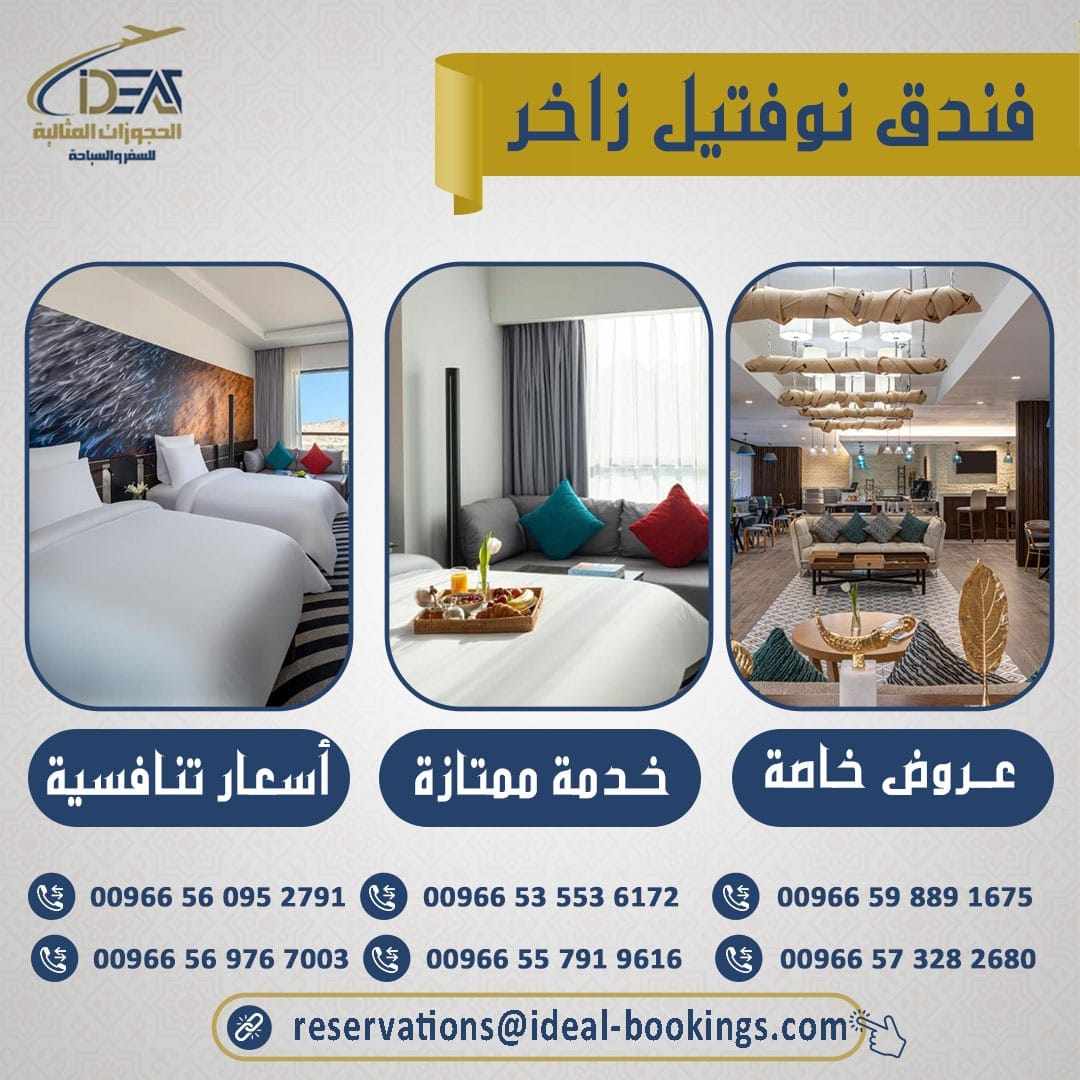 IDEAL
الحجوزات المثالية
للسفر والسياحة
فندق نوفتيل زاخر
عروض خاصة
خدمة ممتازة
أسعار تنافسية
00966 56 095 2791
00966 53 553 6172
00966 59 889 1675
00966 56 976 7003
00966 55 791 9616
00966 57 328 2680
reservations@ideal-bookings.com